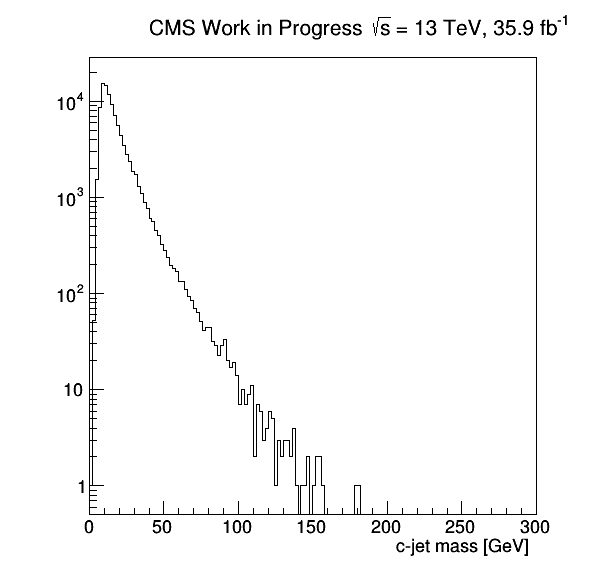 CMS Work in Progress √s = 13 TeV, 35.9 fb⁻¹
10⁴
10³
10²
10
1
0 50 100 150 200 250 300
c-jet mass [GeV]